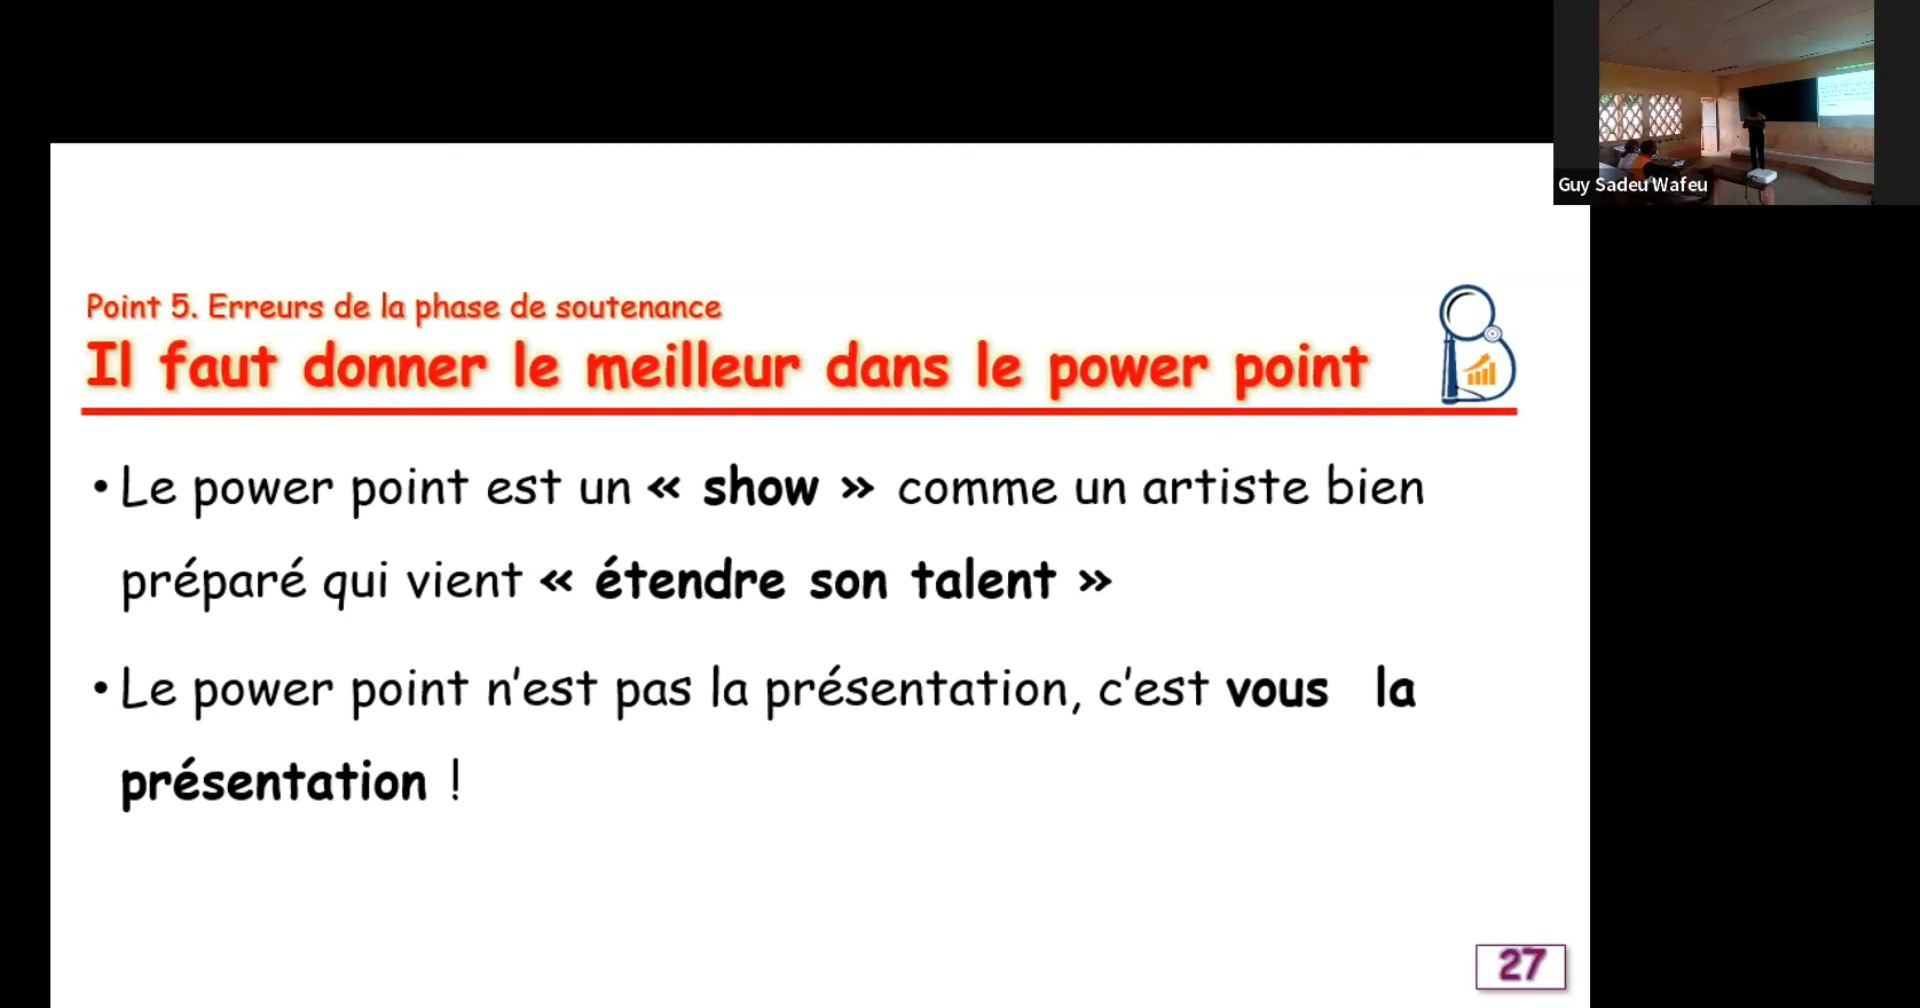 Guy Sadeu Wafeu
Point 5. Erreurs de la phase de soutenance
Il faut donner le meilleur dans le power point
• Le power point est un « show » comme un artiste bien
préparé qui vient « étendre son talent »
• Le power point n’est pas la présentation, c’est vous la
présentation !
27